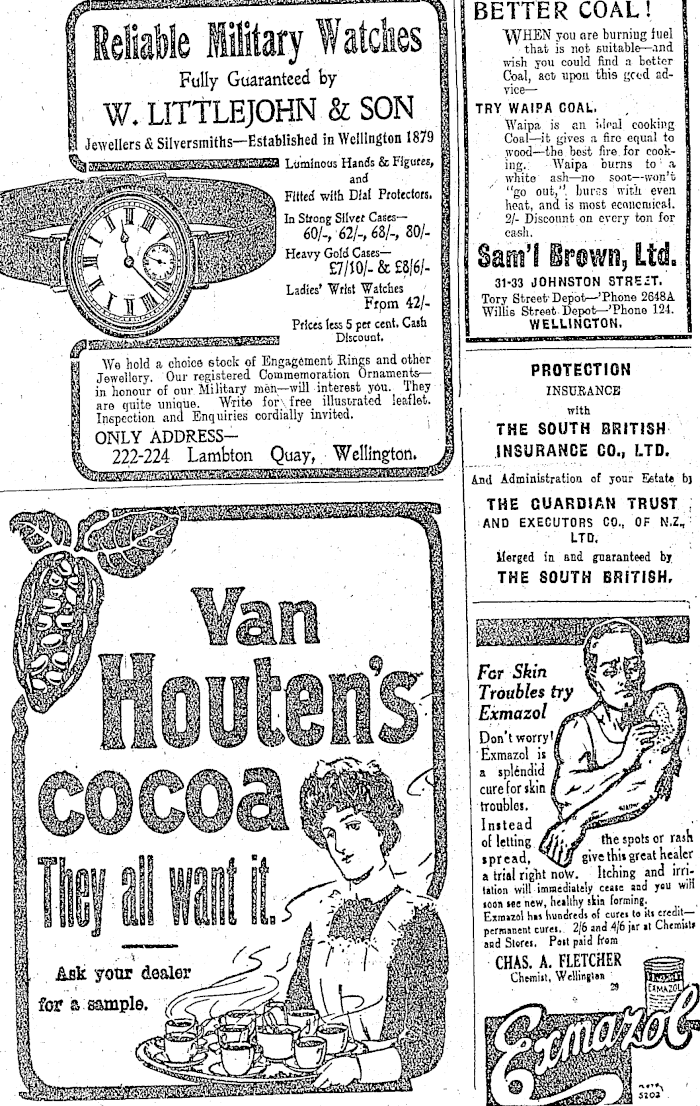 Reliable Military Watches
Fully Guaranteed by
W. LITTLEJOHN & SON
Jewellers & Silversmiths—Established in Wellington 1879
Luminous Hands & Figures,
and
Fitted with Dial Protectors.
In Strong Silver Cases—
60/-, 62/-, 68/-, 80/-
Heavy Gold Cases—
£7/10/- & £8/6/-
Ladies' Wrist Watches
From 42/-
Prices less 5 per cent. Cash
Discount.
We hold a choice stock of Engagement Rings and other
Jewellery. Our registered Commemoration Ornaments—
in honour of our Military men—will interest you. They
are quite unique. Write for free illustrated leaflet.
Inspection and Enquiries cordially invited.
ONLY ADDRESS—
222-224 Lambton Quay, Wellington.
Van
Houten's
cocoa
They all want it.
Ask your dealer
for a sample.
BETTER COAL!
WHEN you are burning fuel
that is not suitable—and
wish you could find a better
Coal, act upon this good ad-
vice—
TRY WAIPA COAL.
Waipa is an ideal cooking
Coal—it gives a fire equal to
wood—the best fire for cook-
ing. Waipa burns to a
white ash—no soot—won't
"go out," burns with even
heat, and is most economical.
2/- Discount on every ton for
cash.
Sam'l Brown, Ltd.
31-33 JOHNSTON STREET.
Tory Street Depot—'Phone 2648A
Willis Street Depot—'Phone 124.
WELLINGTON.
PROTECTION
INSURANCE
with
THE SOUTH BRITISH
INSURANCE CO., LTD.
And Administration of your Estate by
THE GUARDIAN TRUST
AND EXECUTORS CO., OF N.Z.,
LTD.
Merged in and guaranteed by
THE SOUTH BRITISH.
For Skin
Troubles try
Exmazol
Don't worry!
Exmazol is
a splendid
cure for skin
troubles.
Instead
of letting the spots or rash
spread, give this great healer
a trial right now. Itching and irri-
tation will immediately cease and you will
soon see new, healthy skin forming.
Exmazol has hundreds of cures to its credit—
permanent cures. 2/6 and 4/6 jar at Chemists
and Stores. Post paid from
CHAS. A. FLETCHER
Chemist, Wellington
29
EXMAZOL
Exmazol
5202